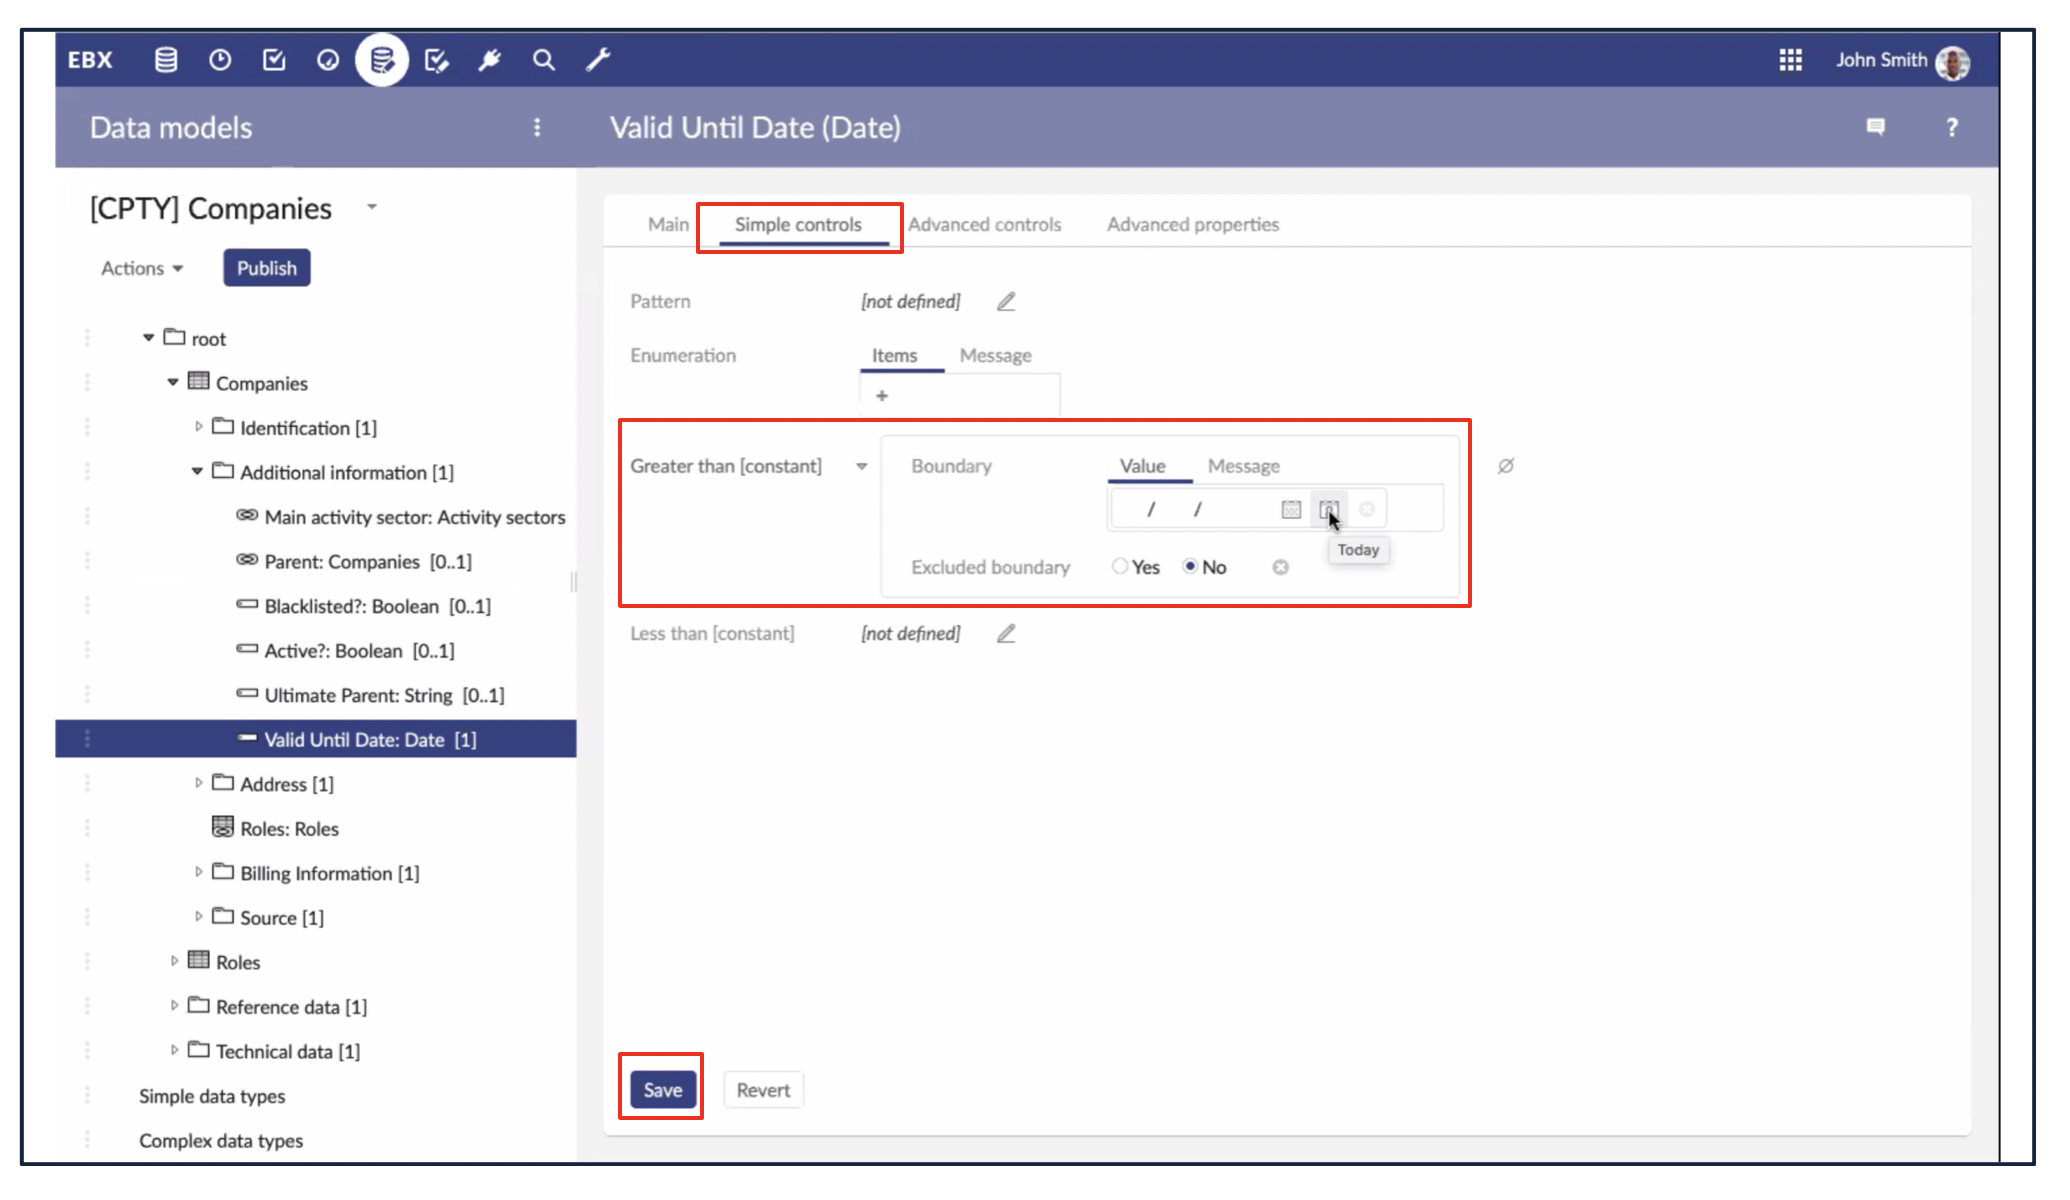 EBX
John Smith
Data models
Valid Until Date (Date)
?
[CPTY] Companies
Actions
Publish
root
Companies
Identification [1]
Additional information [1]
Main activity sector: Activity sectors
Parent: Companies [0..1]
Blacklisted?: Boolean [0..1]
Active?: Boolean [0..1]
Ultimate Parent: String [0..1]
Valid Until Date: Date [1]
Address [1]
Roles: Roles
Billing Information [1]
Source [1]
Roles
Reference data [1]
Technical data [1]
Simple data types
Complex data types
Main Simple controls Advanced controls Advanced properties
Pattern [not defined]
Enumeration Items Message
+
Greater than [constant] Boundary Value Message
/ /
Today
Excluded boundary Yes No
Less than [constant] [not defined]
Save Revert